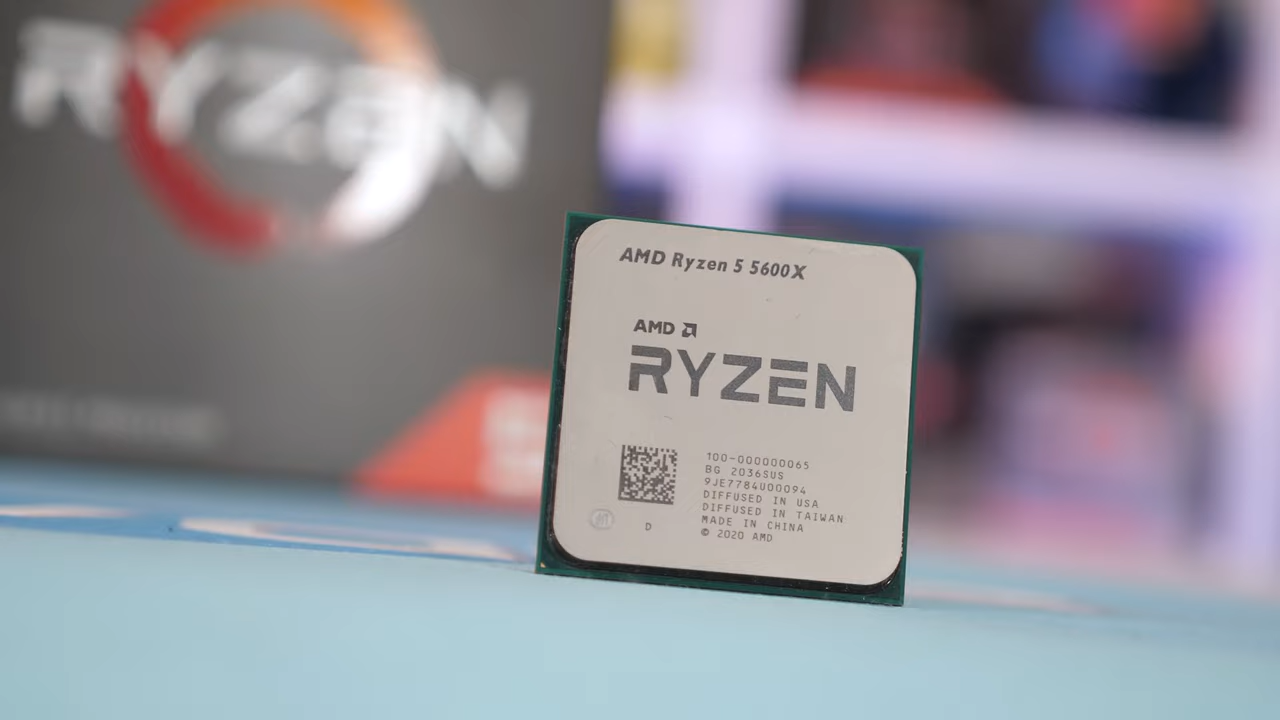 RYZEN
AMD Ryzen 5 5600X
AMD
RYZEN
100-000000065
BG 2036SUS
9JE7784U00094
DIFFUSED IN USA
DIFFUSED IN TAIWAN
MADE IN CHINA
© 2020 AMD
D